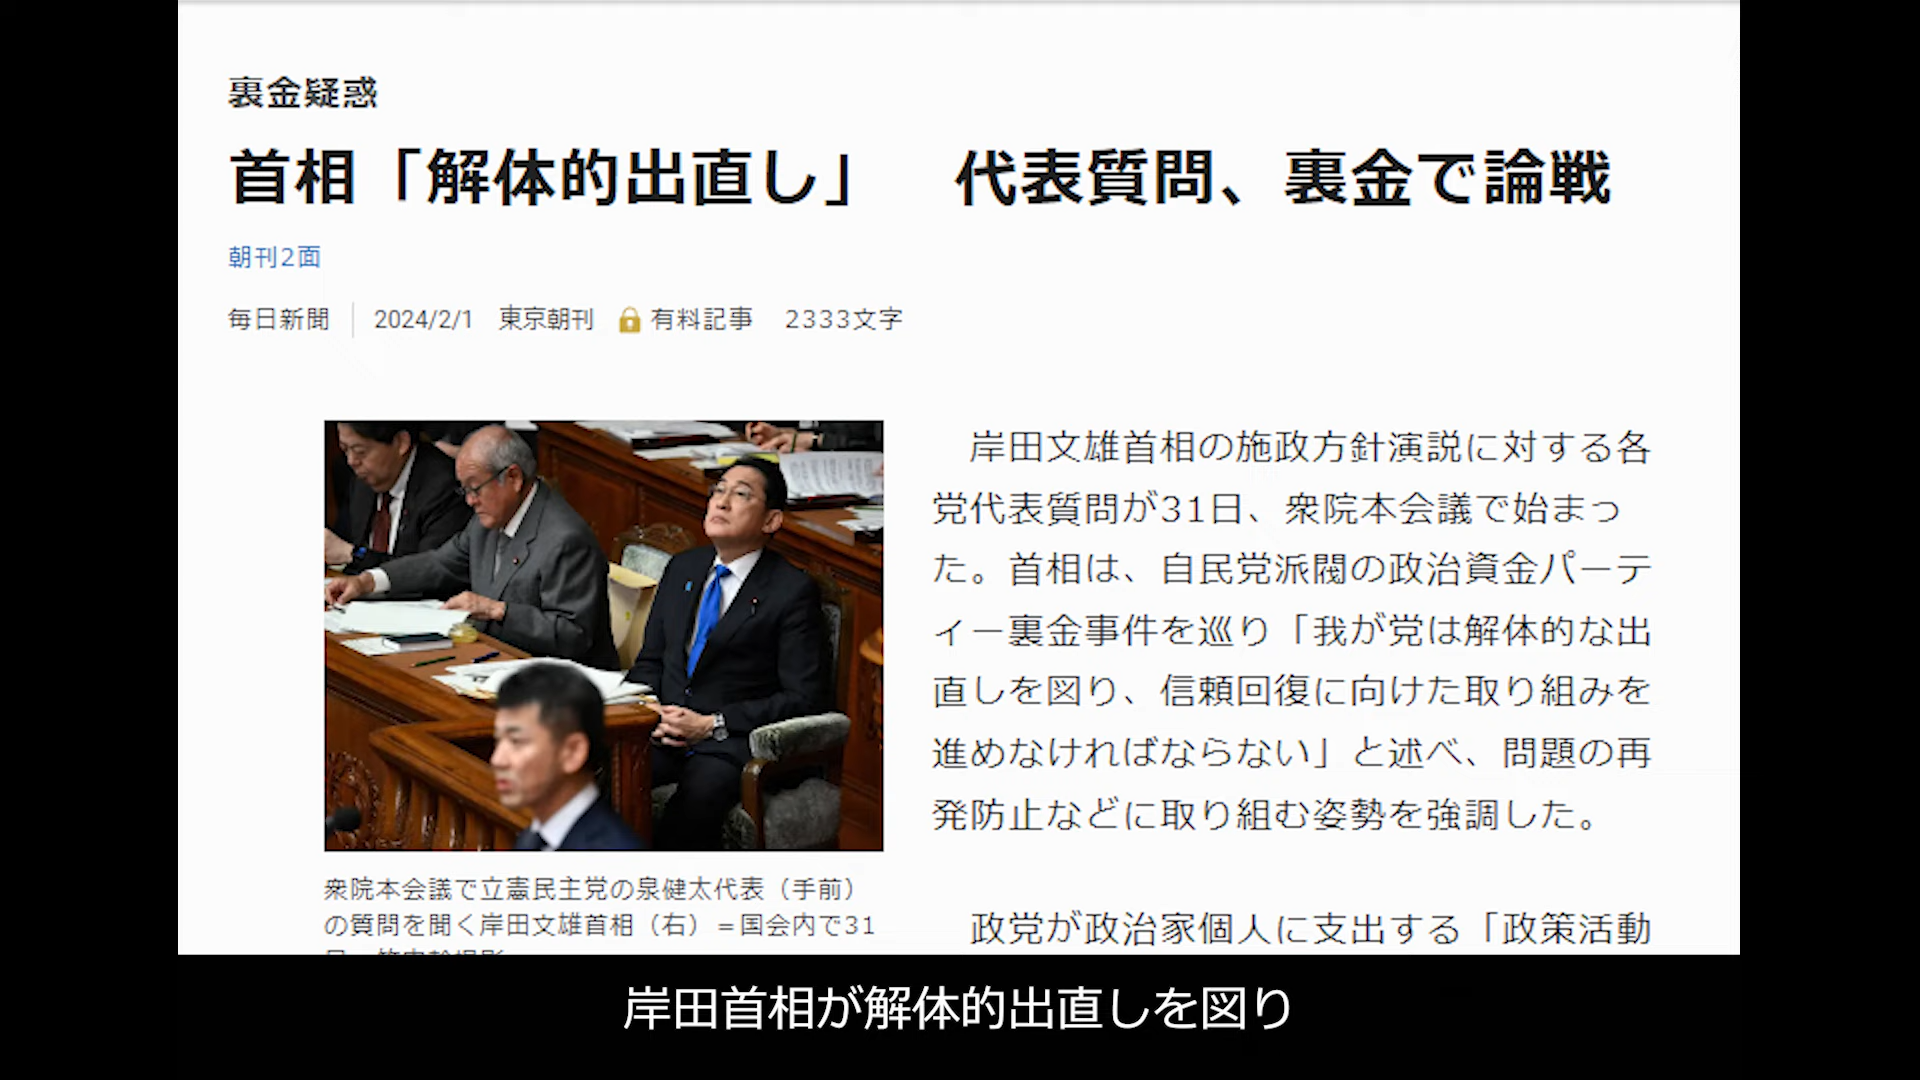 裏金疑惑
首相「解体的出直し」　代表質問、裏金で論戦
朝刊2面
毎日新聞 2024/2/1 東京朝刊 有料記事 2333文字
岸田文雄首相の施政方針演説に対する各
党代表質問が31日、衆院本会議で始まっ
た。首相は、自民党派閥の政治資金パーテ
ィー裏金事件を巡り「我が党は解体的な出
直しを図り、信頼回復に向けた取り組みを
進めなければならない」と述べ、問題の再
発防止などに取り組む姿勢を強調した。
政党が政治家個人に支出する「政策活動
衆院本会議で立憲民主党の泉健太代表（手前）
の質問を聞く岸田文雄首相（右）＝国会内で31
岸田首相が解体的出直しを図り